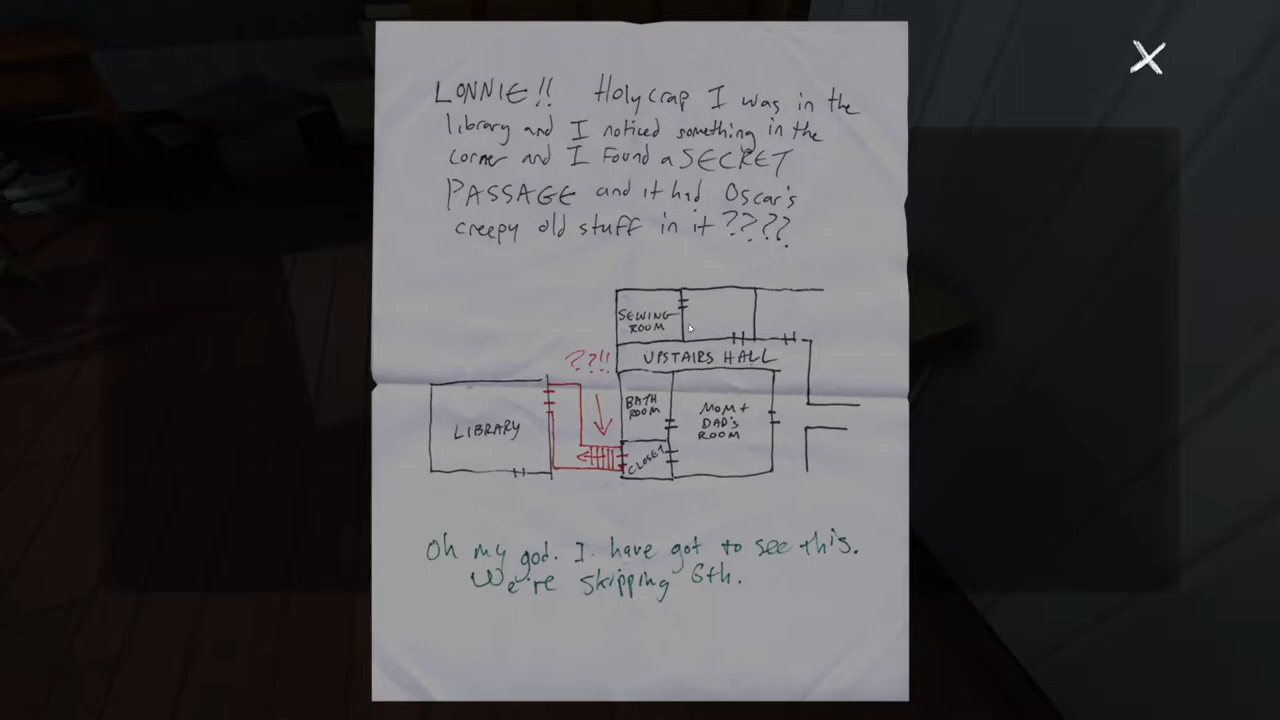 LONNIE!! Holy crap I was in the
library and I noticed something in the
corner and I found a SECRET
PASSAGE and it had Oscar's
creepy old stuff in it ????
SEWING
ROOM
UPSTAIRS HALL
??!!
BATH
ROOM
MOM +
DAD'S
ROOM
LIBRARY
CLOSET
Oh my god. I have got to see this.
We're skipping 6th.